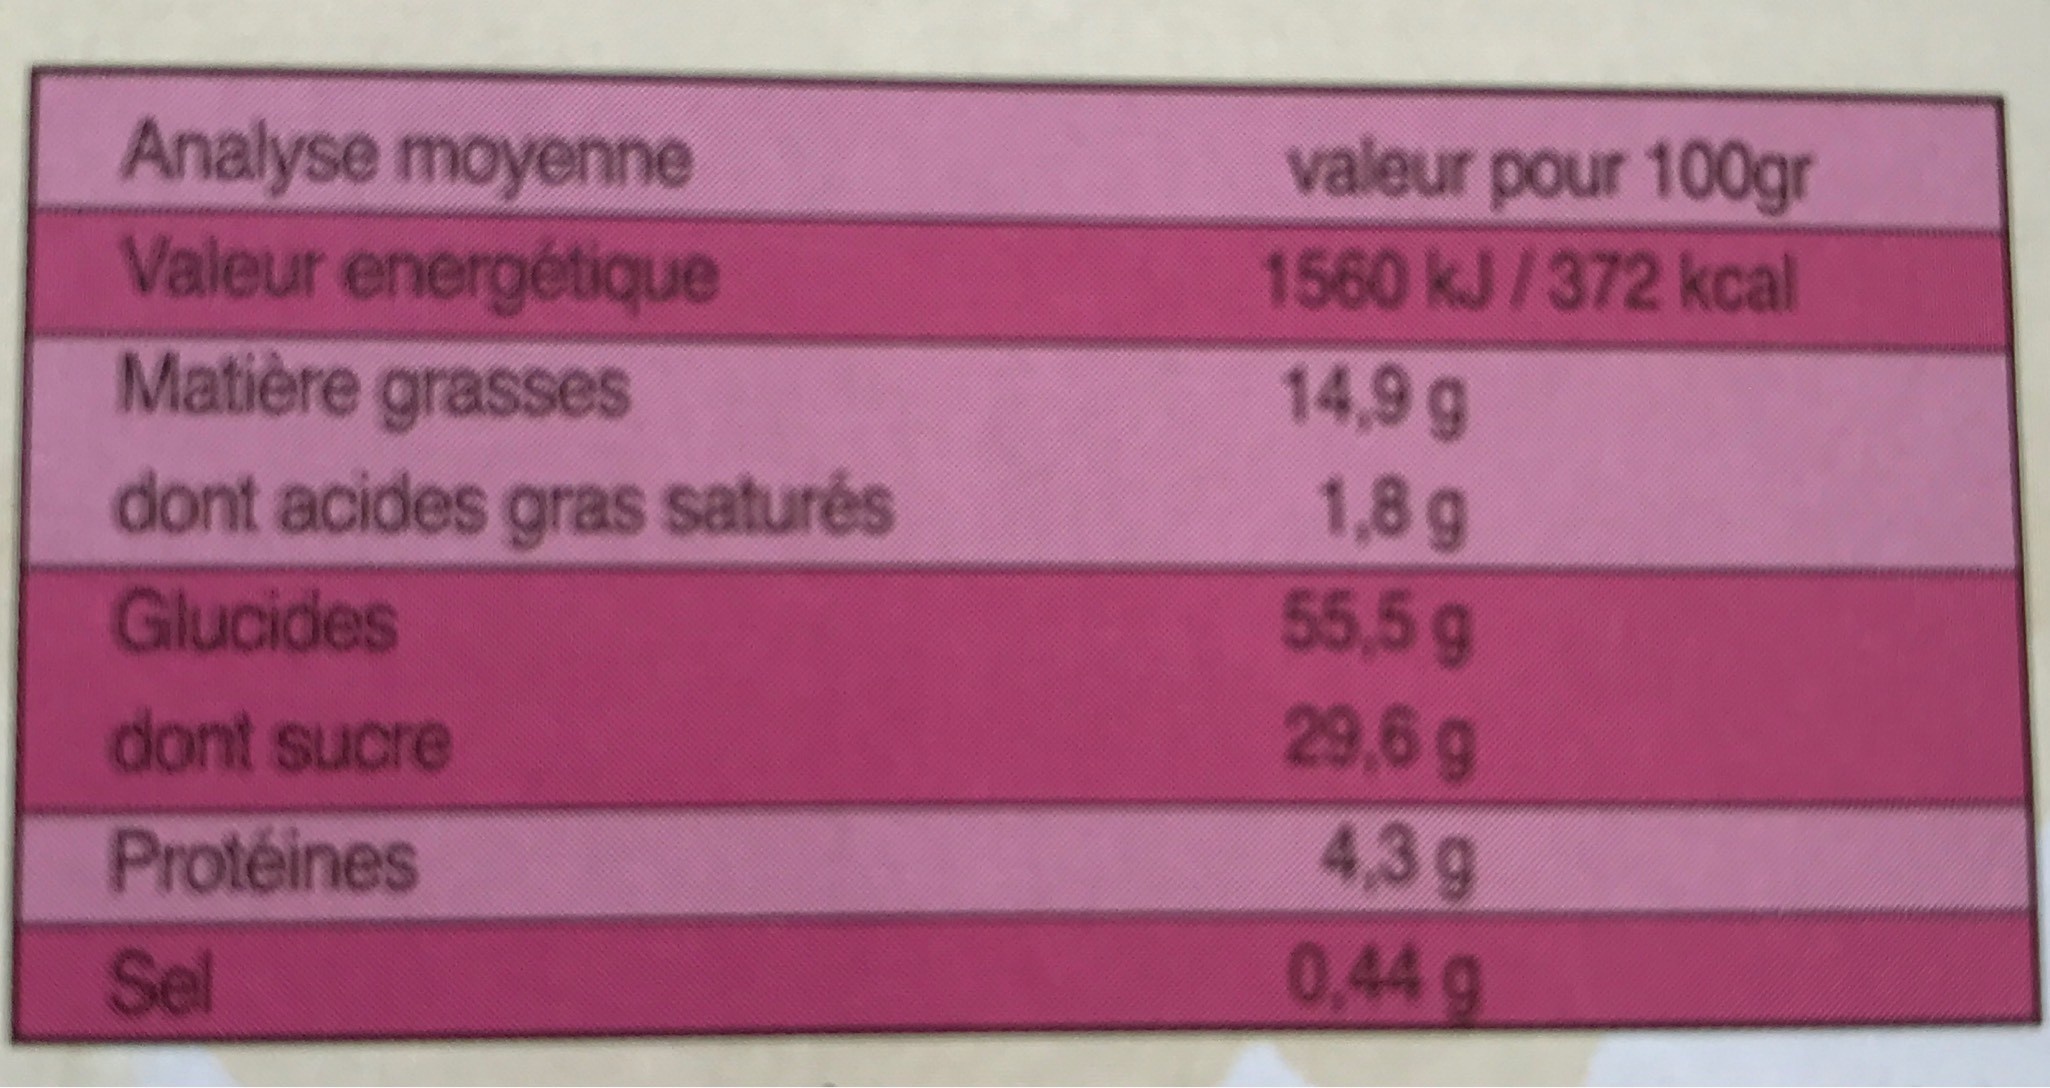 Analyse moyenne valeur pour 100gr
Valeur energétique 1560 kJ / 372 kcal
Matière grasses 14,9 g
dont acides gras saturés 1,8 g
Glucides 55,5 g
dont sucre 29,6 g
Protéines 4,3 g
Sel 0,44 g